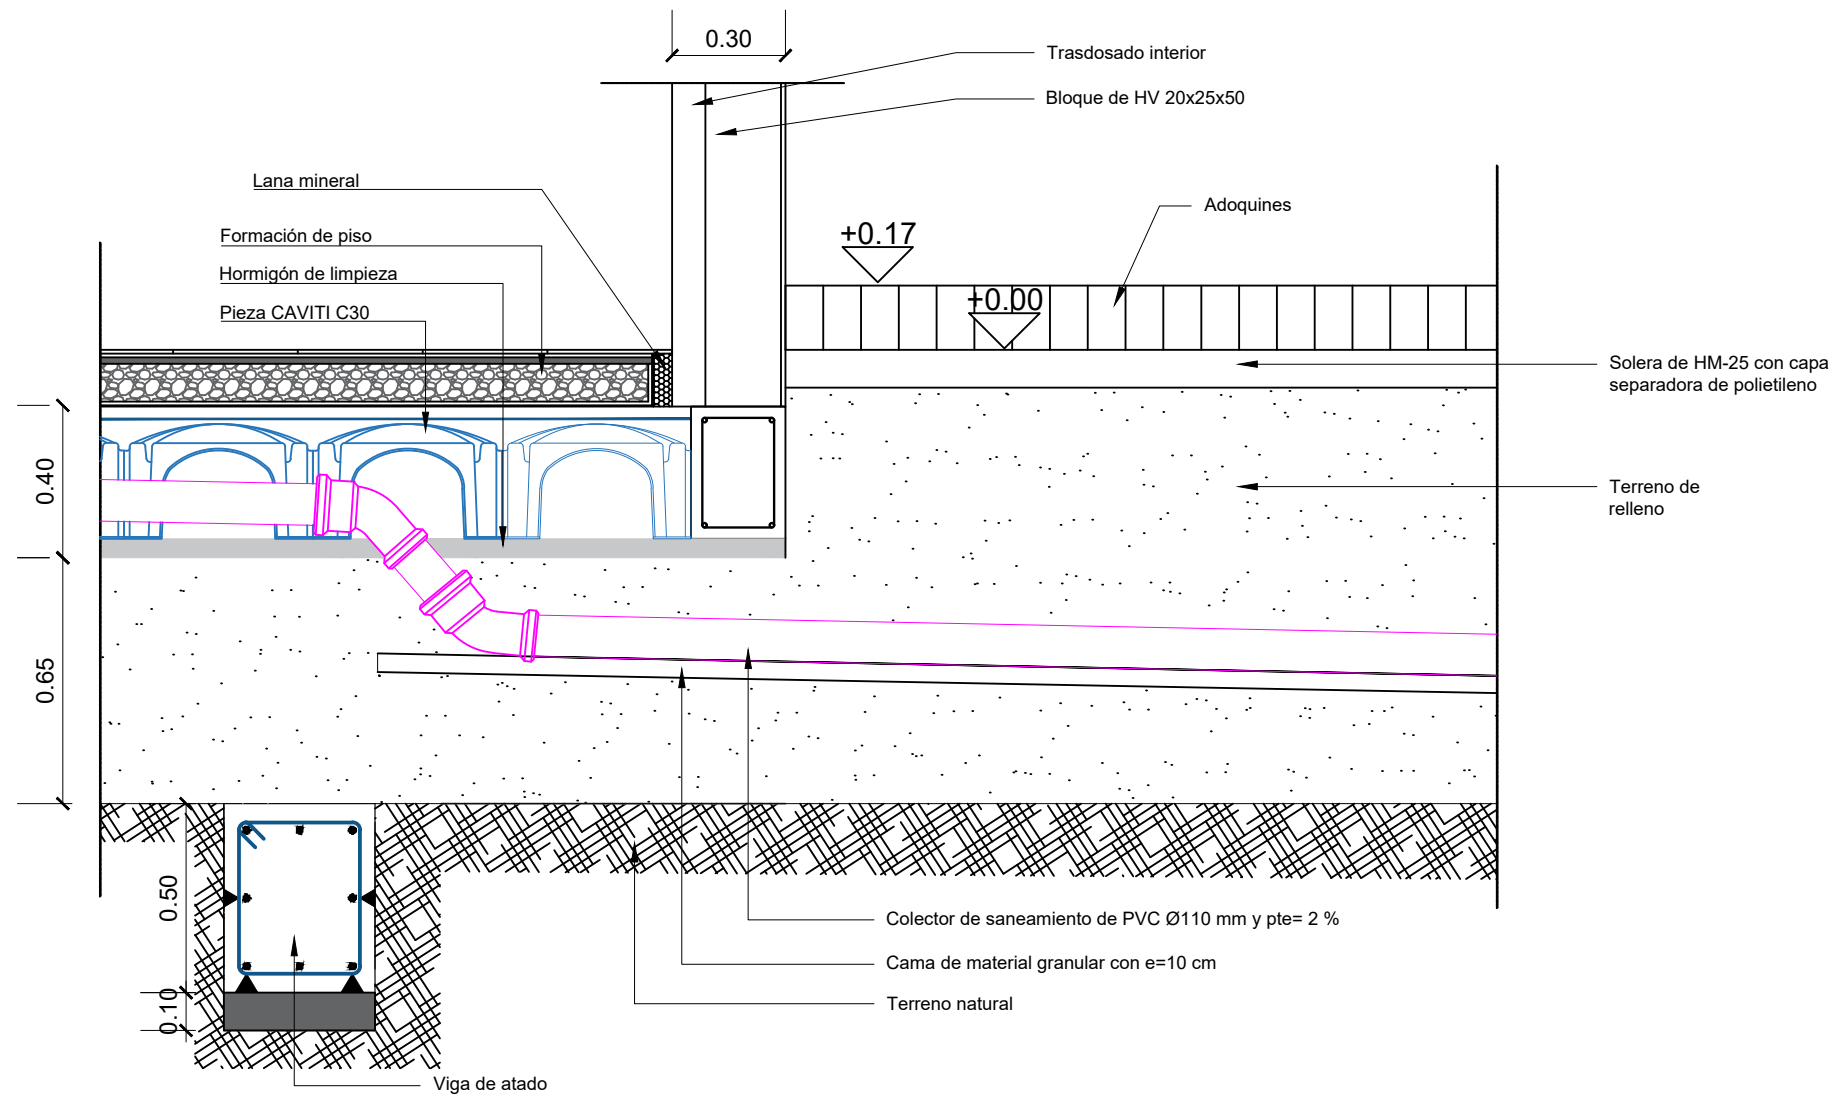 0.30
Trasdosado interior
Bloque de HV 20x25x50
Lana mineral
Adoquines
Formación de piso
+0.17
Hormigón de limpieza
+0.00
Pieza CAVITI C30
Solera de HM-25 con capa
separadora de polietileno
0.40
Terreno de
relleno
0.65
0.50
Colector de saneamiento de PVC Ø110 mm y pte= 2 %
Cama de material granular con e=10 cm
0.10
Terreno natural
Viga de atado